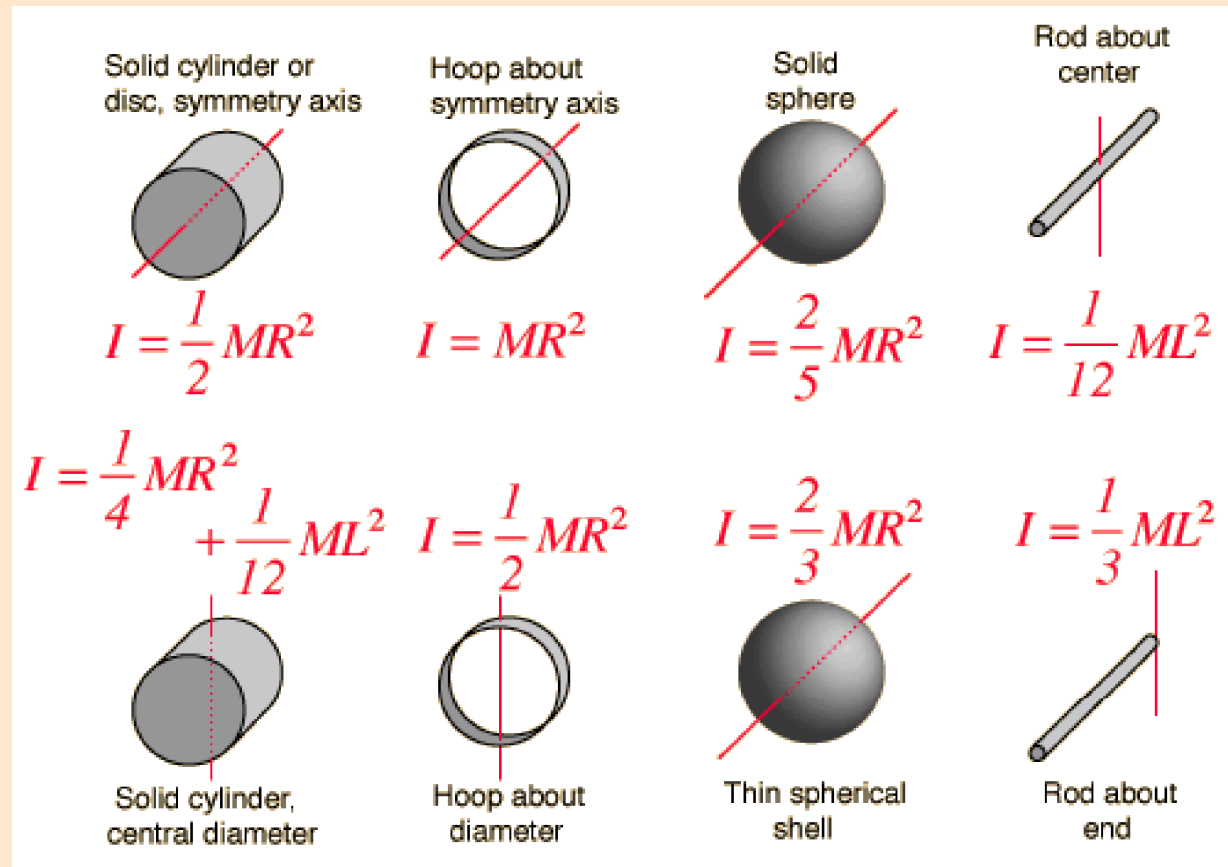 Solid cylinder or
disc, symmetry axis
Hoop about
symmetry axis
Solid
sphere
Rod about
center
I = 1/2 MR²
I = MR²
I = 2/5 MR²
I = 1/12 ML²
I = 1/4 MR²
+ 1/12 ML²
I = 1/2 MR²
I = 2/3 MR²
I = 1/3 ML²
Solid cylinder,
central diameter
Hoop about
diameter
Thin spherical
shell
Rod about
end